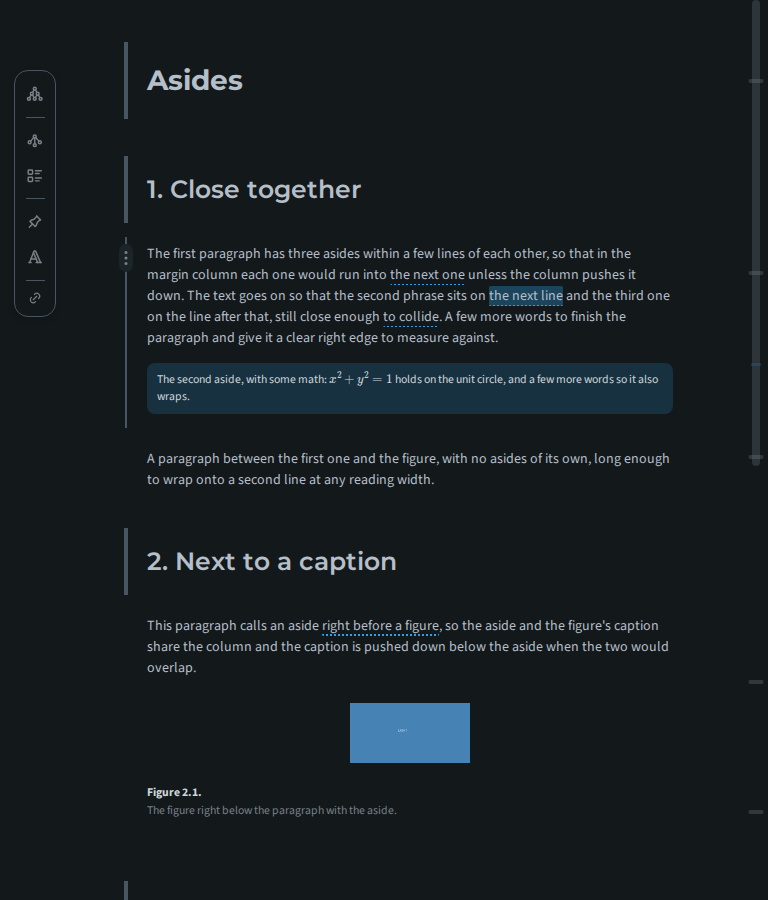 Asides
1. Close together
The first paragraph has three asides within a few lines of each other, so that in the
margin column each one would run into the next one unless the column pushes it
down. The text goes on so that the second phrase sits on the next line and the third one
on the line after that, still close enough to collide. A few more words to finish the
paragraph and give it a clear right edge to measure against.
The second aside, with some math: x² + y² = 1 holds on the unit circle, and a few more words so it also
wraps.
A paragraph between the first one and the figure, with no asides of its own, long enough
to wrap onto a second line at any reading width.
2. Next to a caption
This paragraph calls an aside right before a figure, so the aside and the figure's caption
share the column and the caption is pushed down below the aside when the two would
overlap.
Figure 2.1.
The figure right below the paragraph with the aside.